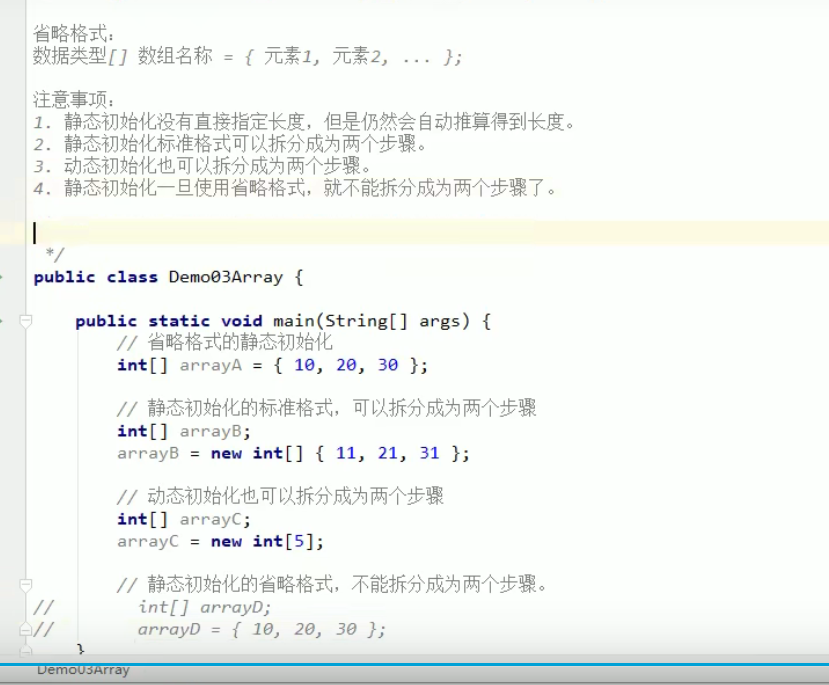 省略格式：
数据类型[] 数组名称 = { 元素1, 元素2, ... };
注意事项：
1. 静态初始化没有直接指定长度，但是仍然会自动推算得到长度。
2. 静态初始化标准格式可以拆分成为两个步骤。
3. 动态初始化也可以拆分成为两个步骤。
4. 静态初始化一旦使用省略格式，就不能拆分成为两个步骤了。
*/
public class Demo03Array {
public static void main(String[] args) {
// 省略格式的静态初始化
int[] arrayA = { 10, 20, 30 };
// 静态初始化的标准格式，可以拆分成为两个步骤
int[] arrayB;
arrayB = new int[] { 11, 21, 31 };
// 动态初始化也可以拆分成为两个步骤
int[] arrayC;
arrayC = new int[5];
// 静态初始化的省略格式，不能拆分成为两个步骤。
// int[] arrayD;
// arrayD = { 10, 20, 30 };
}
Demo03Array